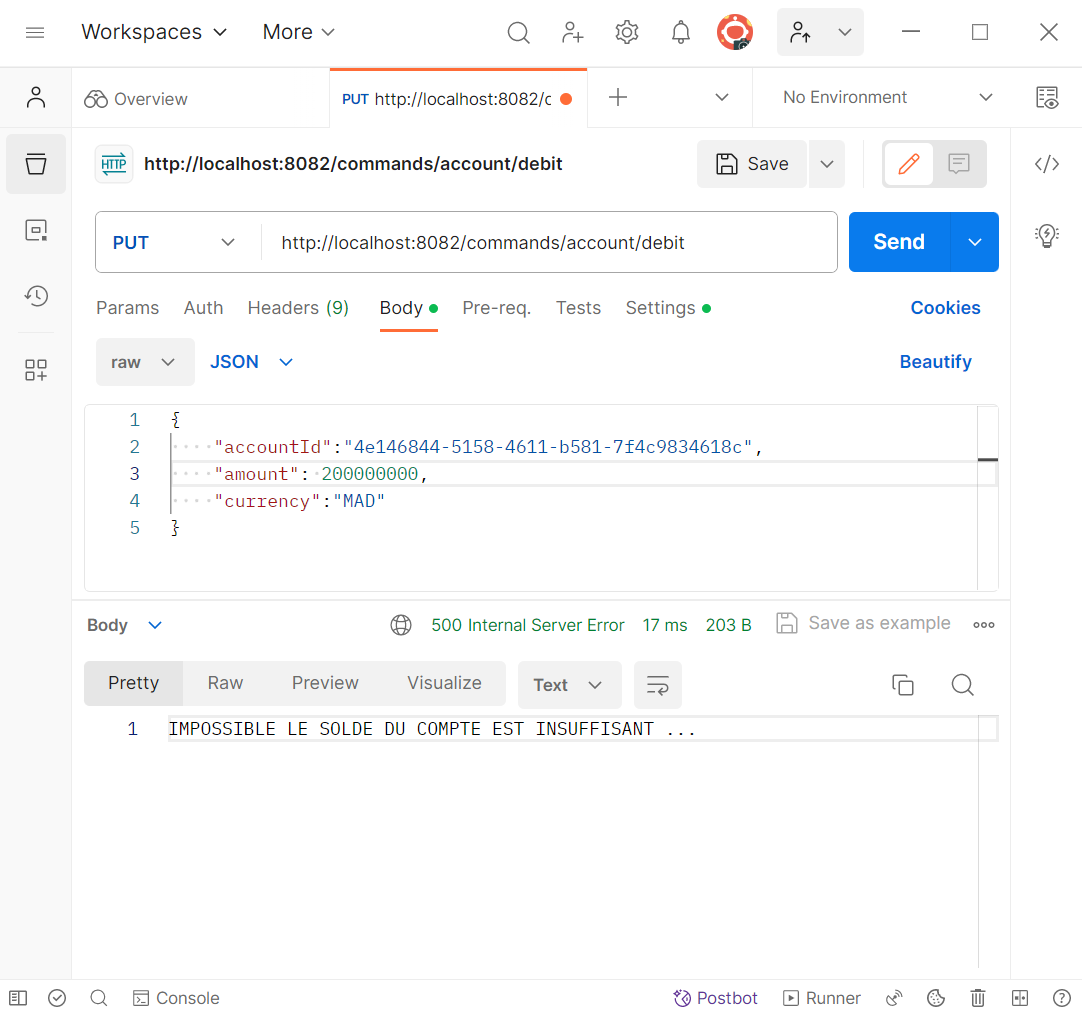 Workspaces More
Overview PUT http://localhost:8082/c No Environment
HTTP http://localhost:8082/commands/account/debit Save
PUT http://localhost:8082/commands/account/debit Send
Params Auth Headers (9) Body Pre-req. Tests Settings Cookies
raw JSON Beautify
1 {
2 "accountId":"4e146844-5158-4611-b581-7f4c9834618c",
3 "amount": 200000000,
4 "currency":"MAD"
5 }
Body 500 Internal Server Error 17 ms 203 B Save as example
Pretty Raw Preview Visualize Text
1 IMPOSSIBLE LE SOLDE DU COMPTE EST INSUFFISANT ...
Console Postbot Runner